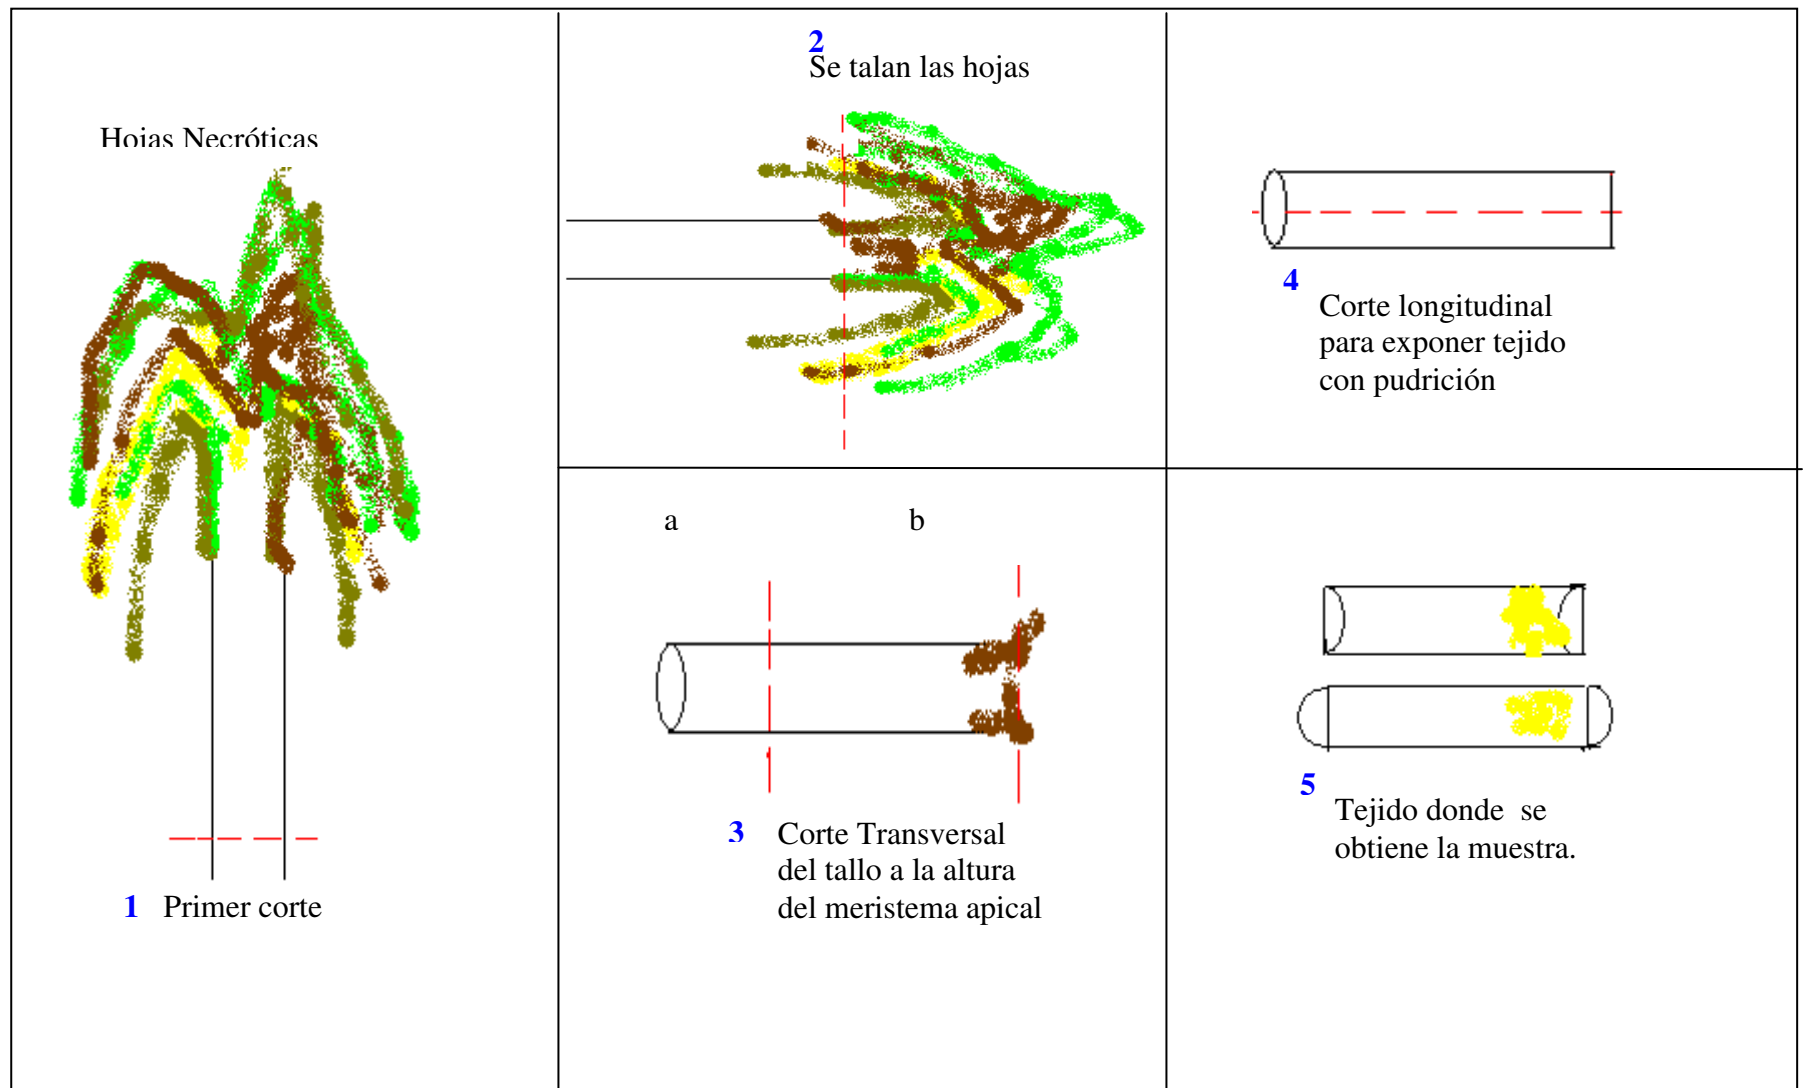 Hojas Necróticas
1 Primer corte
2
Se talan las hojas
a b
3 Corte Transversal
del tallo a la altura
del meristema apical
4
Corte longitudinal
para exponer tejido
con pudrición
5
Tejido donde se
obtiene la muestra.